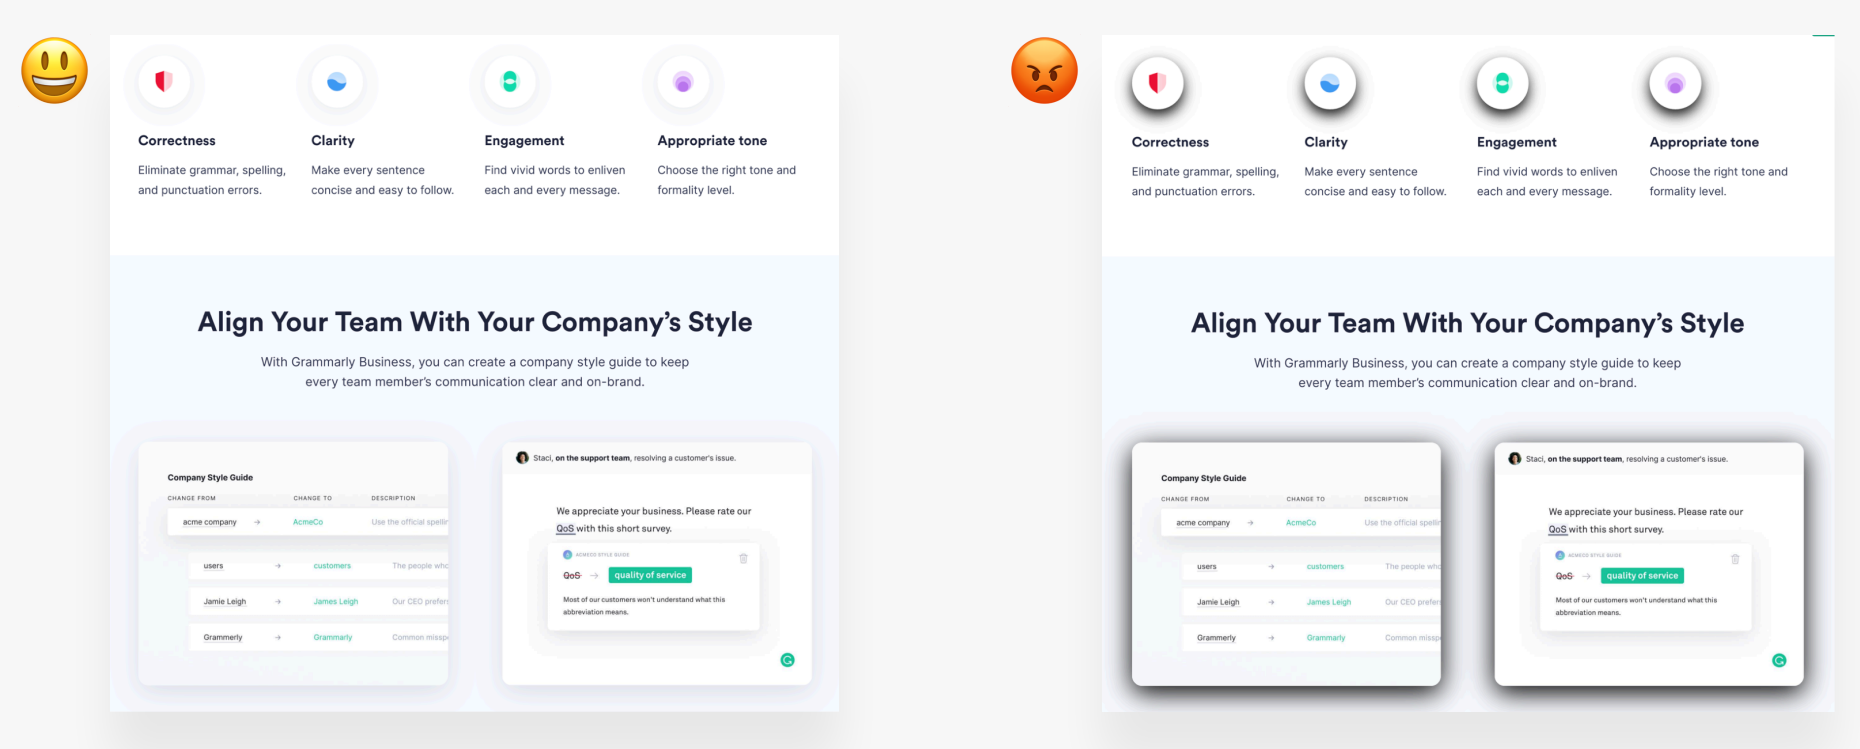 Correctness
Eliminate grammar, spelling,
and punctuation errors.
Clarity
Make every sentence
concise and easy to follow.
Engagement
Find vivid words to enliven
each and every message.
Appropriate tone
Choose the right tone and
formality level.
Align Your Team With Your Company's Style
With Grammarly Business, you can create a company style guide to keep
every team member's communication clear and on-brand.
Company Style Guide
CHANGE FROM CHANGE TO DESCRIPTION
acme company → AcmeCo Use the official spellin
users → customers The people who
Jamie Leigh → James Leigh Our CEO prefers
Grammerly → Grammarly Common misspe
Staci, on the support team, resolving a customer's issue.
We appreciate your business. Please rate our
QoS with this short survey.
ACMECO STYLE GUIDE
QoS → quality of service
Most of our customers won't understand what this
abbreviation means.
Correctness
Eliminate grammar, spelling,
and punctuation errors.
Clarity
Make every sentence
concise and easy to follow.
Engagement
Find vivid words to enliven
each and every message.
Appropriate tone
Choose the right tone and
formality level.
Align Your Team With Your Company's Style
With Grammarly Business, you can create a company style guide to keep
every team member's communication clear and on-brand.
Company Style Guide
CHANGE FROM CHANGE TO DESCRIPTION
acme company → AcmeCo Use the official spellin
users → customers The people who
Jamie Leigh → James Leigh Our CEO prefers
Grammerly → Grammarly Common misspe
Staci, on the support team, resolving a customer's issue.
We appreciate your business. Please rate our
QoS with this short survey.
ACMECO STYLE GUIDE
QoS → quality of service
Most of our customers won't understand what this
abbreviation means.